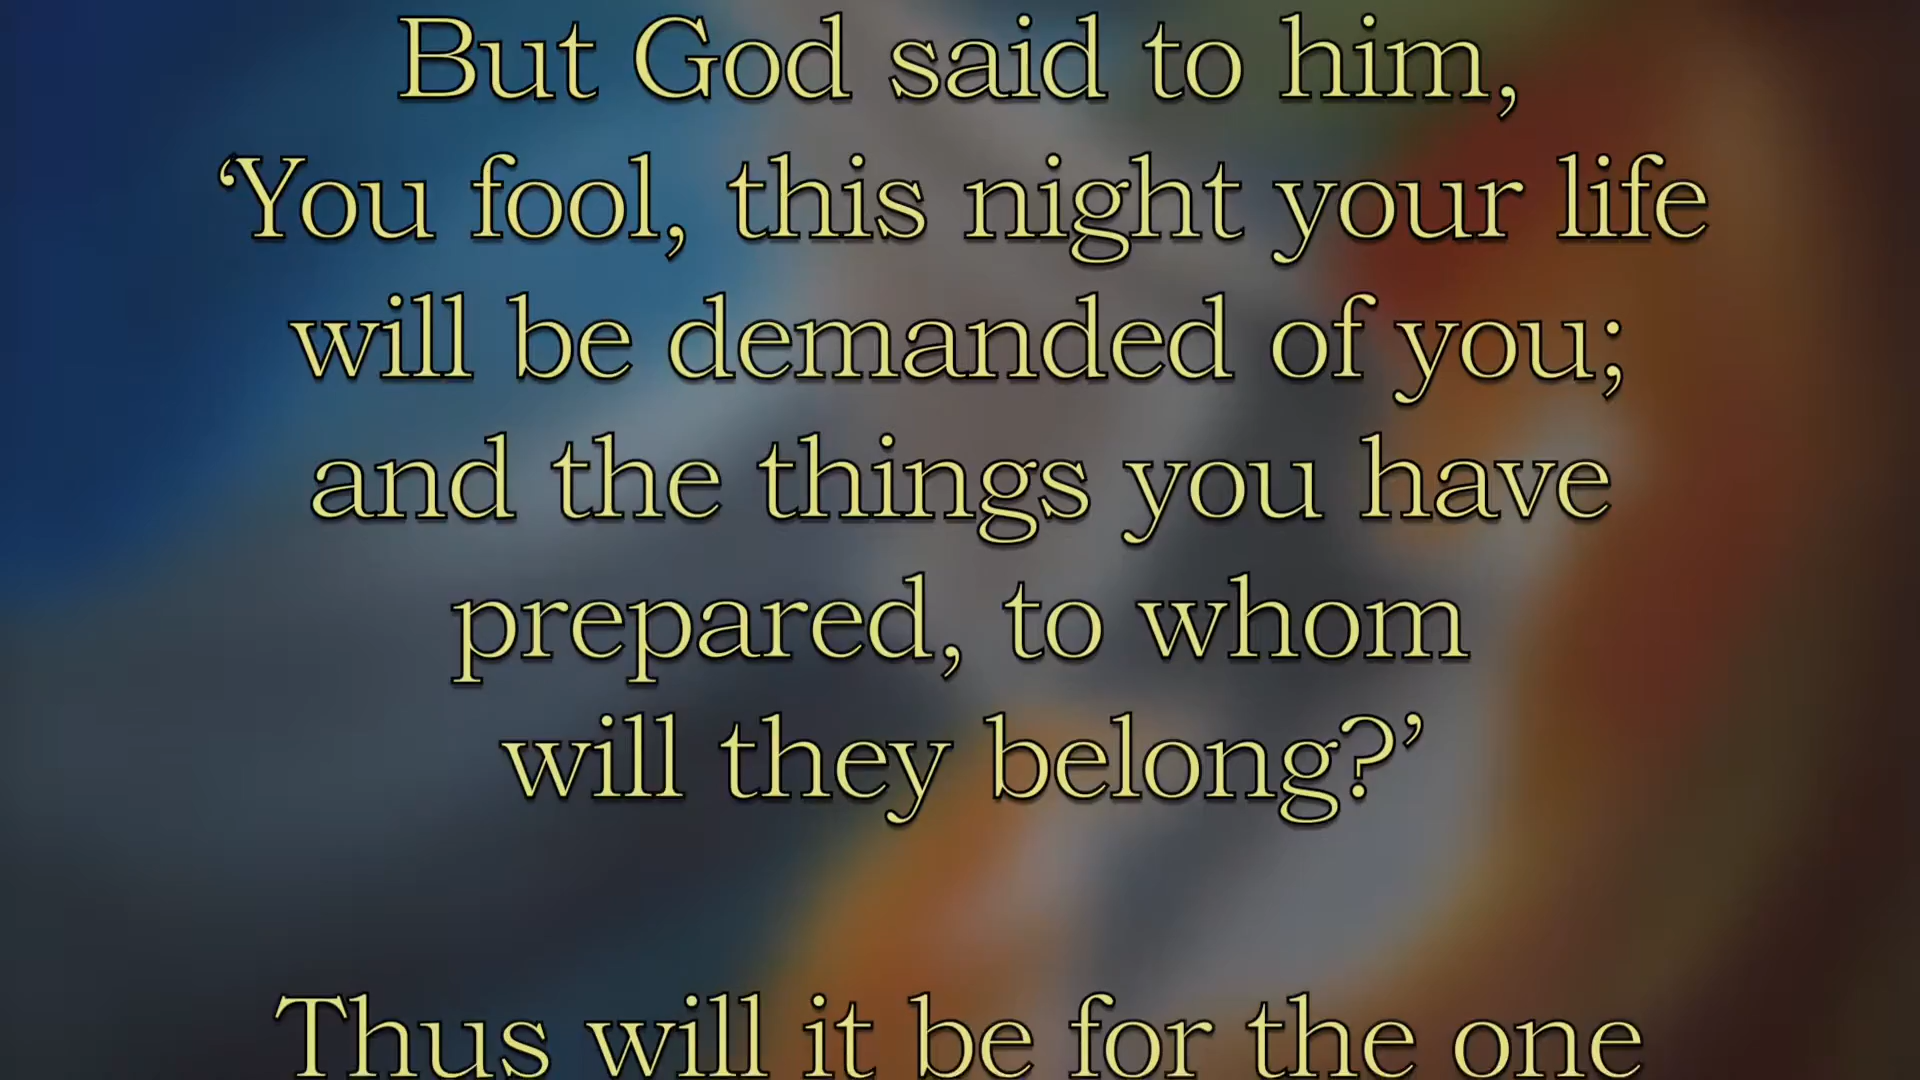 But God said to him,
‘You fool, this night your life
will be demanded of you;
and the things you have
prepared, to whom
will they belong?’
Thus will it be for the one